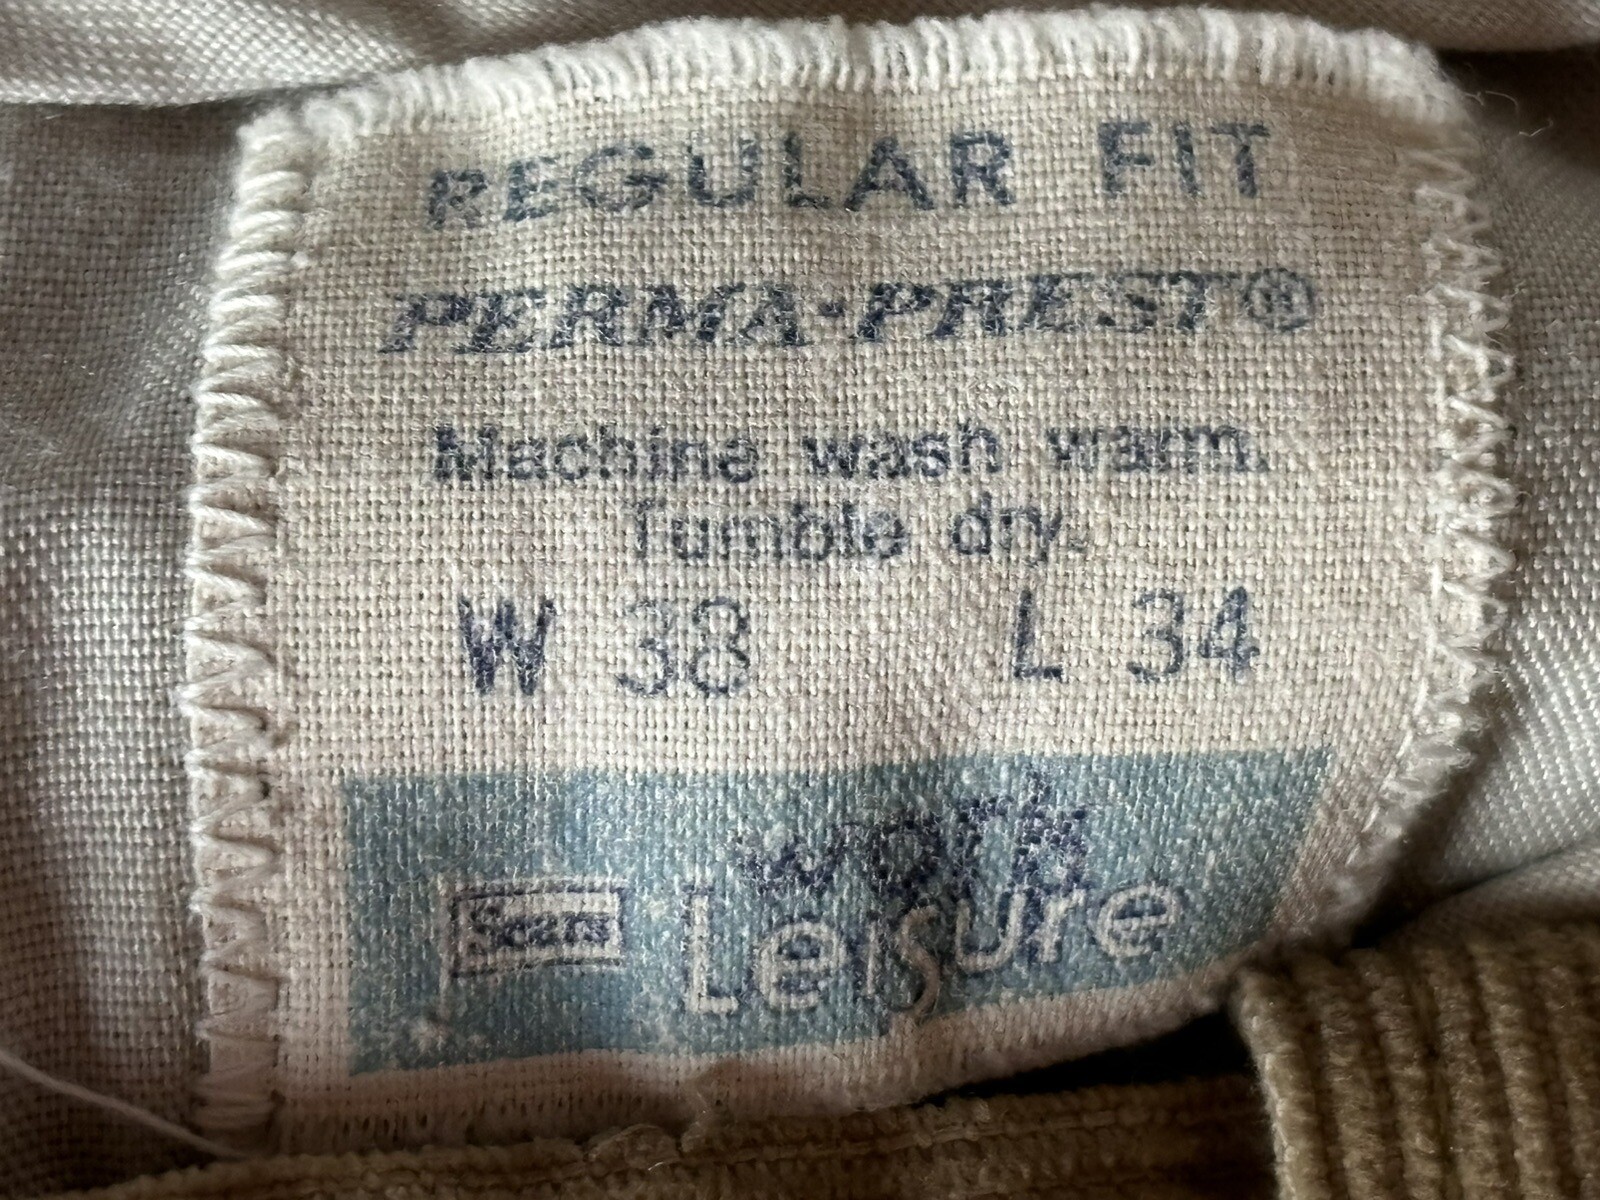 REGULAR FIT
PERMA-PREST®
Machine wash warm.
Tumble dry.
W 38 L 34
work
Sears Leisure